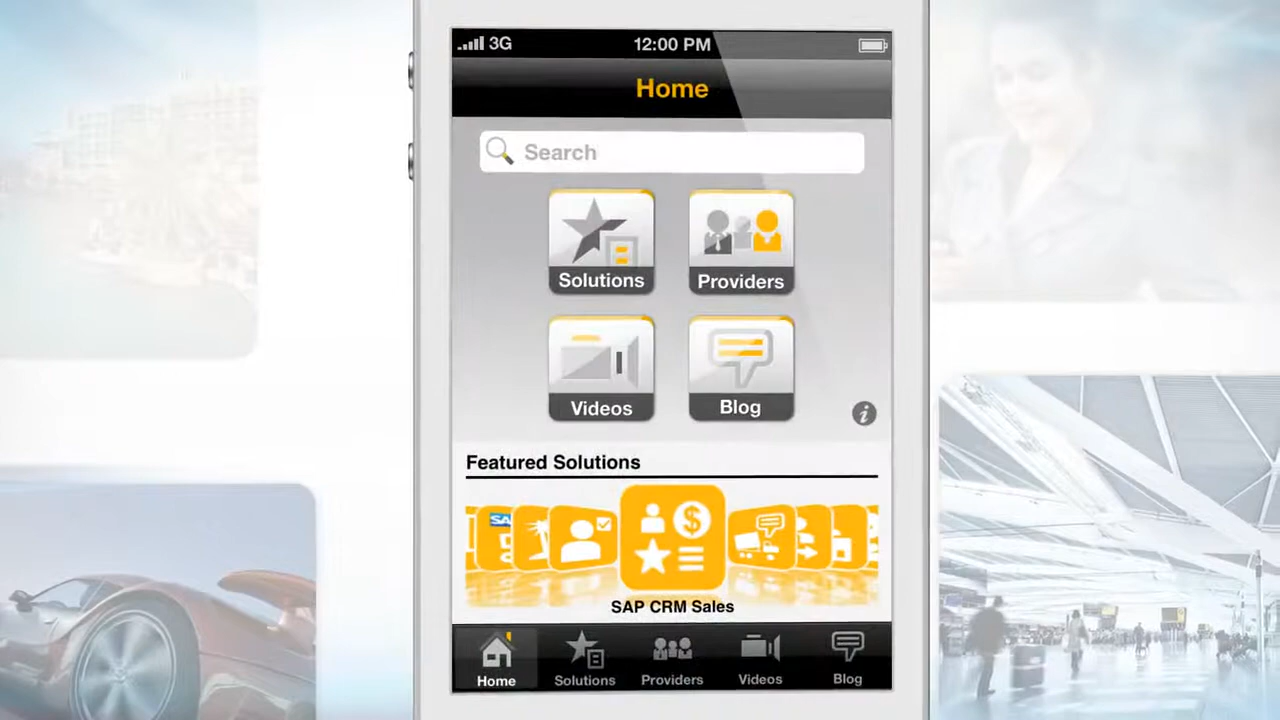 3G 12:00 PM
Home
Search
Solutions Providers
Videos Blog
Featured Solutions
SA
SAP CRM Sales
Home Solutions Providers Videos Blog